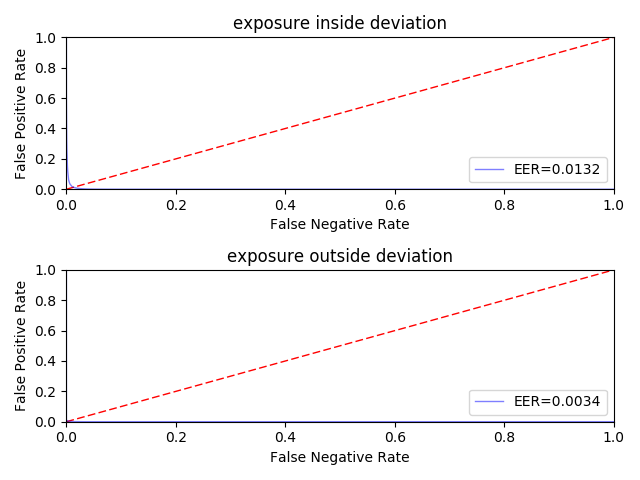 exposure inside deviation
1.0
0.8
0.6
0.4
0.2
0.0
False Positive Rate
EER=0.0132
0.0 0.2 0.4 0.6 0.8 1.0
False Negative Rate
exposure outside deviation
1.0
0.8
0.6
0.4
0.2
0.0
False Positive Rate
EER=0.0034
0.0 0.2 0.4 0.6 0.8 1.0
False Negative Rate